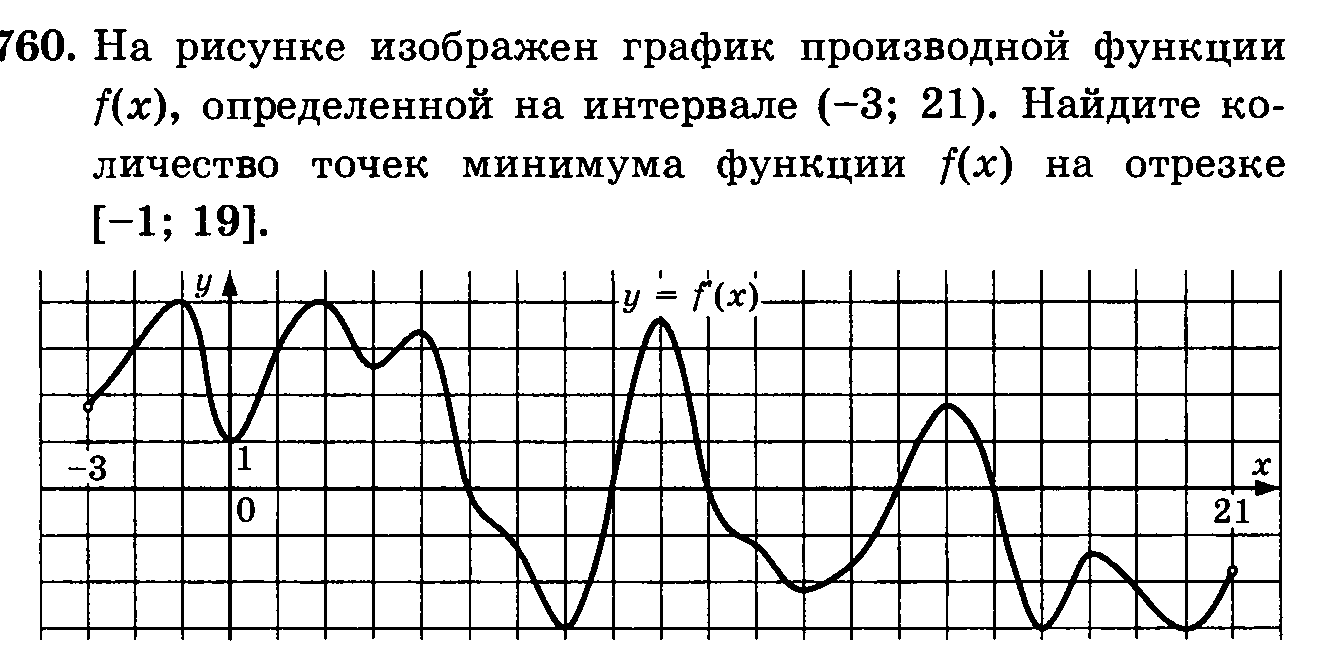 760. На рисунке изображен график производной функции
f(x), определенной на интервале (−3; 21). Найдите ко-
личество точек минимума функции f(x) на отрезке
[−1; 19].
y
y = f'(x)
−3
1
x
0
21